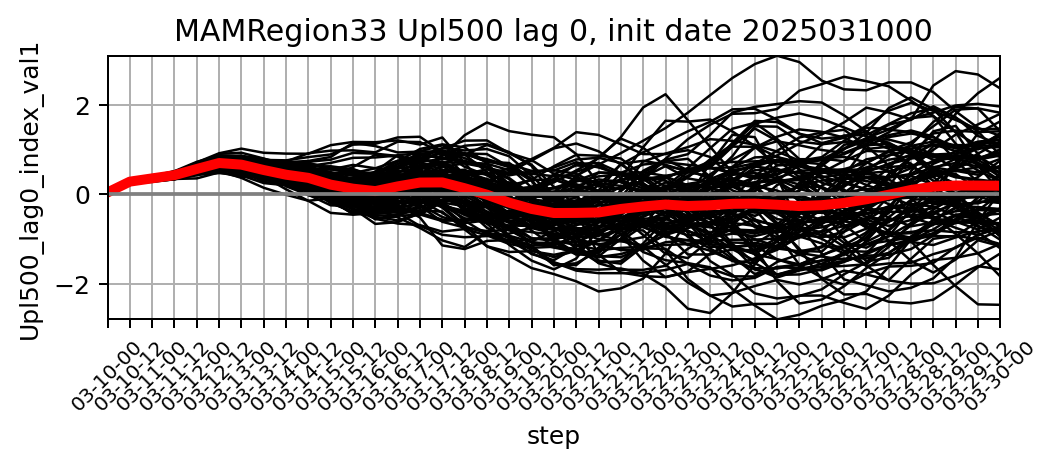 MAMRegion33 Upl500 lag 0, init date 2025031000
Upl500_lag0_index_val1
2
0
−2
03-10-00 03-10-12 03-11-00 03-11-12 03-12-00 03-12-12 03-13-00 03-13-12 03-14-00 03-14-12 03-15-00 03-15-12 03-16-00 03-16-12 03-17-00 03-17-12 03-18-00 03-18-12 03-19-00 03-19-12 03-20-00 03-20-12 03-21-00 03-21-12 03-22-00 03-22-12 03-23-00 03-23-12 03-24-00 03-24-12 03-25-00 03-25-12 03-26-00 03-26-12 03-27-00 03-27-12 03-28-00 03-28-12 03-29-00 03-29-12 03-30-00
step